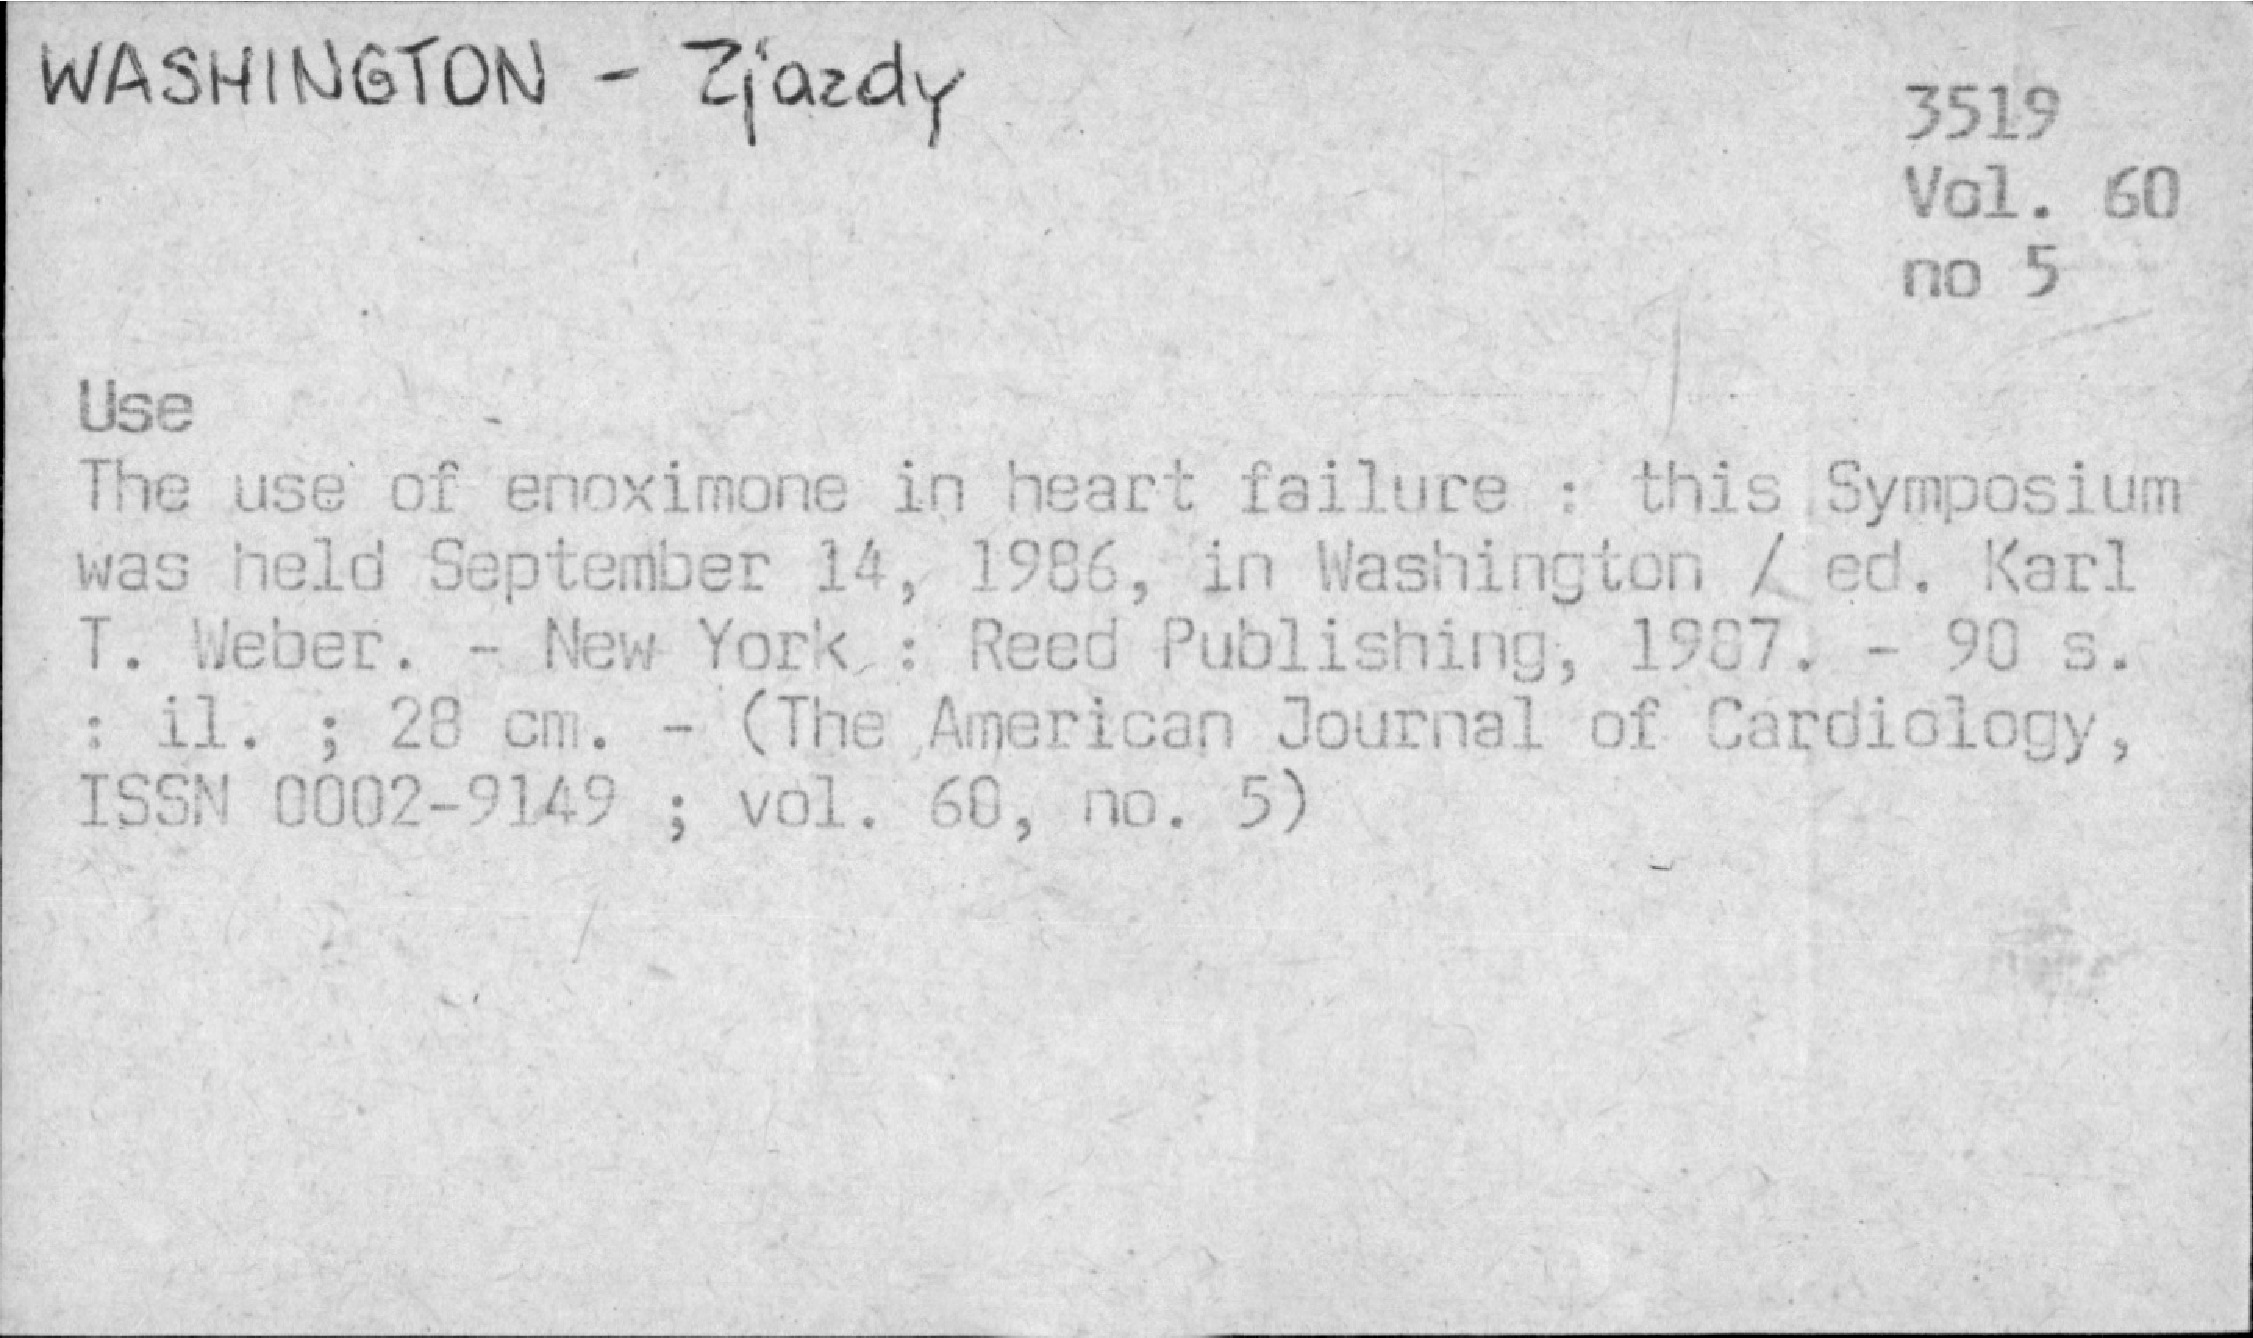 WASHINGTON - Zjazdy
3519
Vol. 60
no 5
Use
The use of enoximone in heart failure : this Symposium
was held September 14, 1986, in Washington / ed. Karl
T. Weber. - New York : Reed Publishing, 1987. - 90 s.
: il. ; 28 cm. - (The American Journal of Cardiology,
ISSN 0002-9149 ; vol. 60, no. 5)